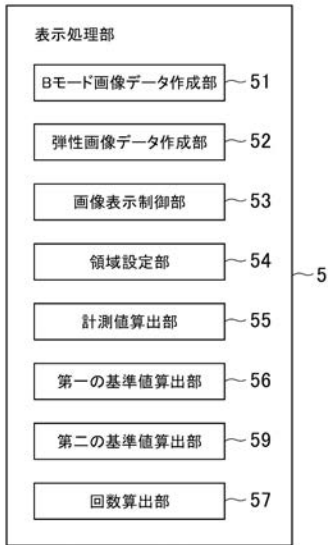 表示処理部
Bモード画像データ作成部 51
弾性画像データ作成部 52
画像表示制御部 53
領域設定部 54
5
計測値算出部 55
第一の基準値算出部 56
第二の基準値算出部 59
回数算出部 57